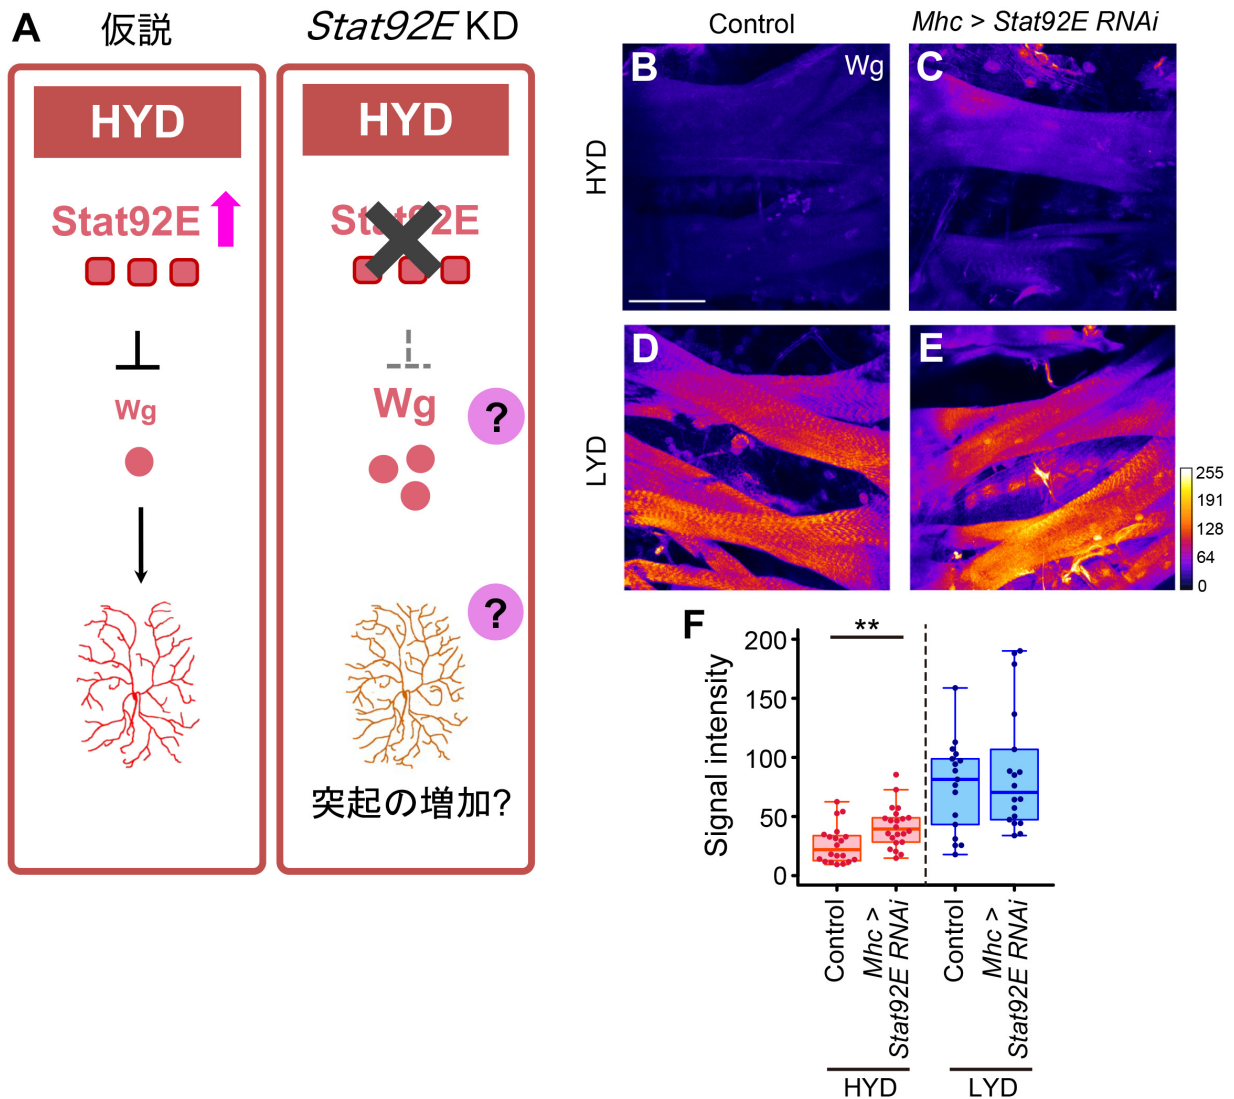 A
仮説
Stat92E KD
HYD
HYD
Stat92E
Stat92E
Wg
Wg
?
?
突起の増加?
Control
Mhc > Stat92E RNAi
B
Wg
C
HYD
D
E
LYD
255
191
128
64
0
F
**
Signal intensity
200
150
100
50
0
Control
Mhc >
Stat92E RNAi
Control
Mhc >
Stat92E RNAi
HYD
LYD